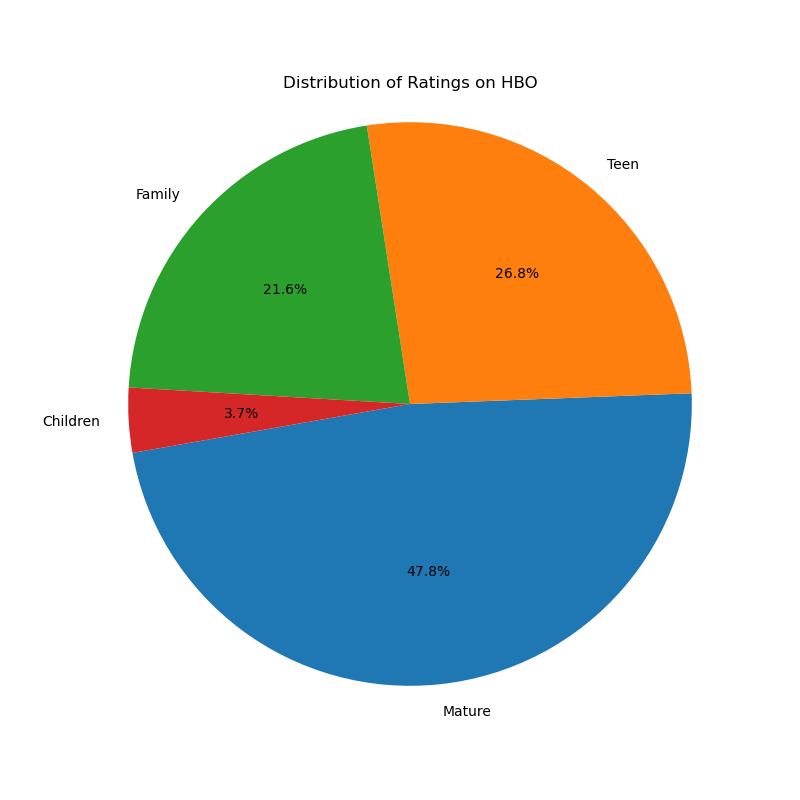 Distribution of Ratings on HBO
Teen
Family
26.8%
21.6%
3.7%
Children
47.8%
Mature